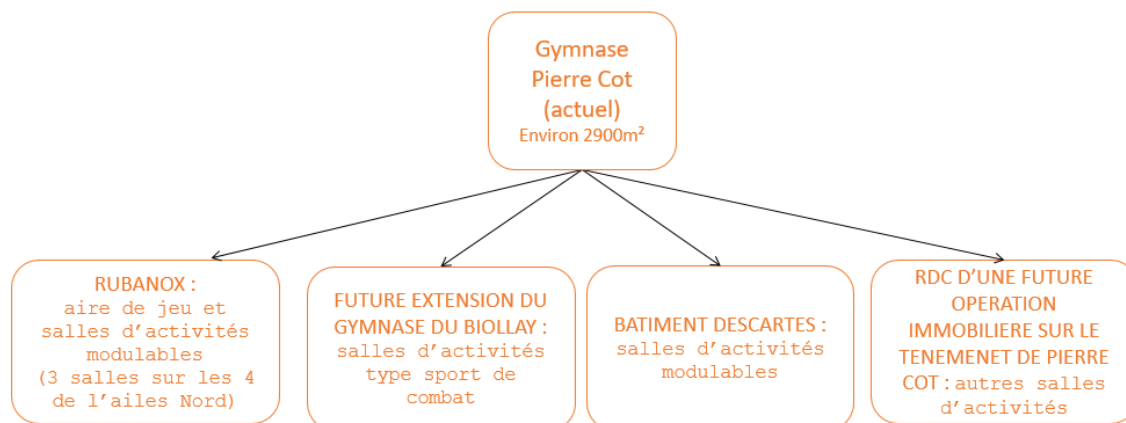 Gymnase
Pierre Cot
(actuel)
Environ 2900m²
RUBANOX :
aire de jeu et
salles d'activités
modulables
(3 salles sur les 4
de l'ailes Nord)
FUTURE EXTENSION DU
GYMNASE DU BIOLLAY :
salles d'activités
type sport de
combat
BATIMENT DESCARTES :
salles d'activités
modulables
RDC D'UNE FUTURE
OPERATION
IMMOBILIERE SUR LE
TENEMENET DE PIERRE
COT : autres salles
d'activités